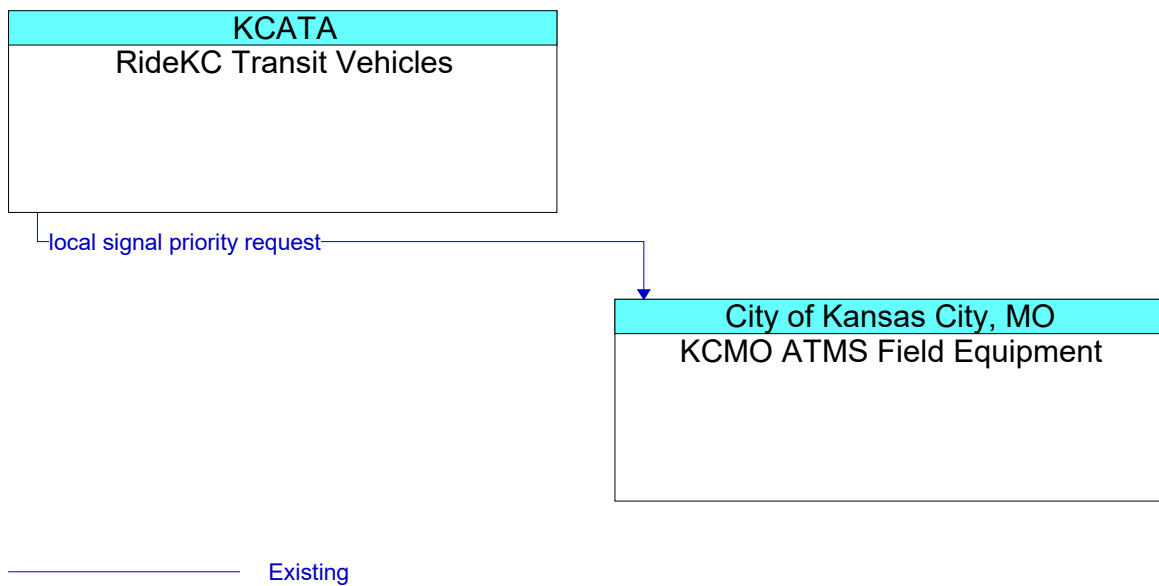 KCATA
RideKC Transit Vehicles
local signal priority request
City of Kansas City, MO
KCMO ATMS Field Equipment
Existing